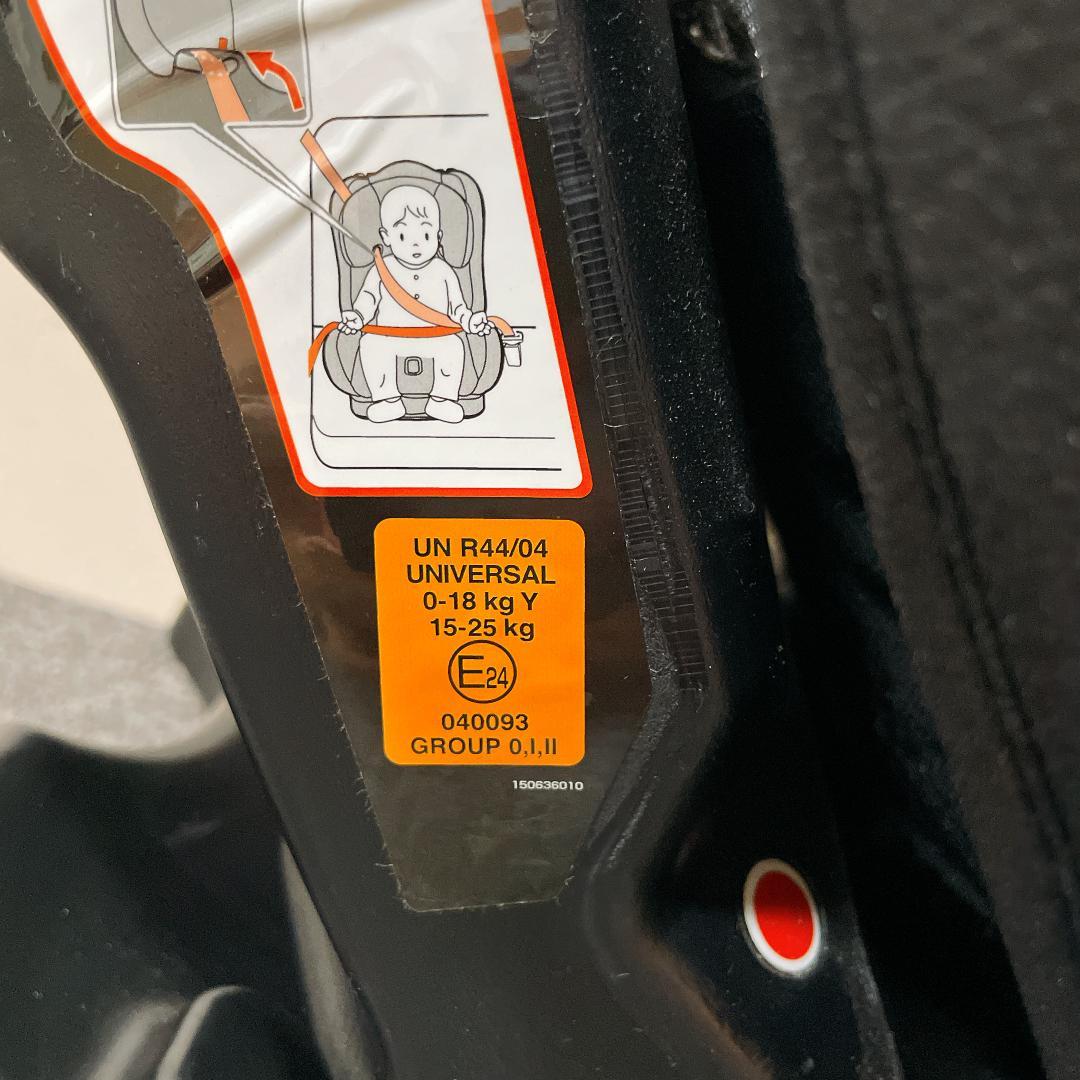 UN R44/04
UNIVERSAL
0-18 kg Y
15-25 kg
E24
040093
GROUP 0,I,II
150636010